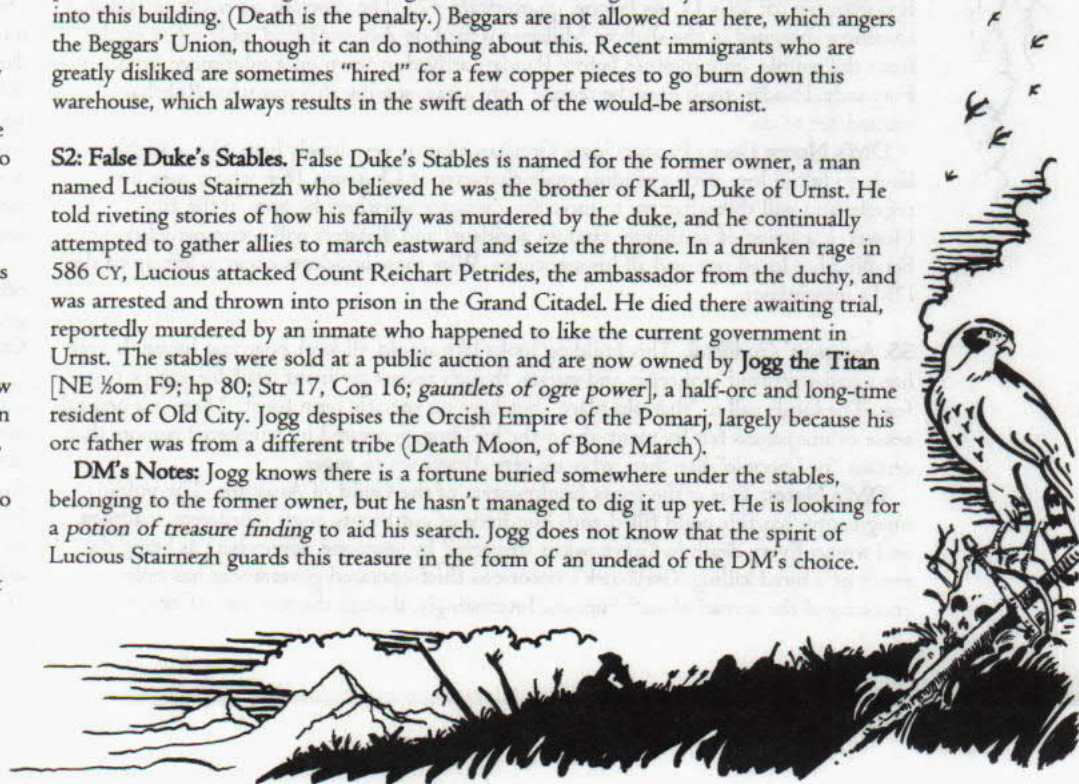 into this building. (Death is the penalty.) Beggars are not allowed near here, which angers
the Beggars' Union, though it can do nothing about this. Recent immigrants who are
greatly disliked are sometimes "hired" for a few copper pieces to go burn down this
warehouse, which always results in the swift death of the would-be arsonist.
S2: False Duke's Stables. False Duke's Stables is named for the former owner, a man
named Lucious Stairnezh who believed he was the brother of Karll, Duke of Urnst. He
told riveting stories of how his family was murdered by the duke, and he continually
attempted to gather allies to march eastward and seize the throne. In a drunken rage in
586 CY, Lucious attacked Count Reichart Petrides, the ambassador from the duchy, and
was arrested and thrown into prison in the Grand Citadel. He died there awaiting trial,
reportedly murdered by an inmate who happened to like the current government in
Urnst. The stables were sold at a public auction and are now owned by Jogg the Titan
[NE ½om F9; hp 80; Str 17, Con 16; gauntlets of ogre power], a half-orc and long-time
resident of Old City. Jogg despises the Orcish Empire of the Pomarj, largely because his
orc father was from a different tribe (Death Moon, of Bone March).
DM's Notes: Jogg knows there is a fortune buried somewhere under the stables,
belonging to the former owner, but he hasn't managed to dig it up yet. He is looking for
a potion of treasure finding to aid his search. Jogg does not know that the spirit of
Lucious Stairnezh guards this treasure in the form of an undead of the DM's choice.